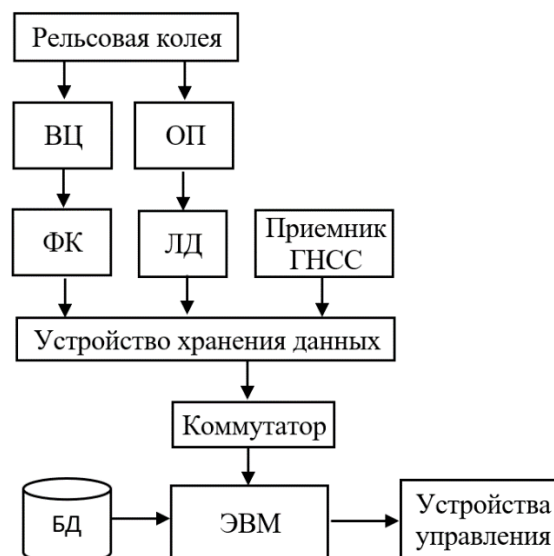 Рельсовая колея
ВЦ
ОП
ФК
ЛД
Приемник
ГНСС
Устройство хранения данных
Коммутатор
БД
ЭВМ
Устройства
управления